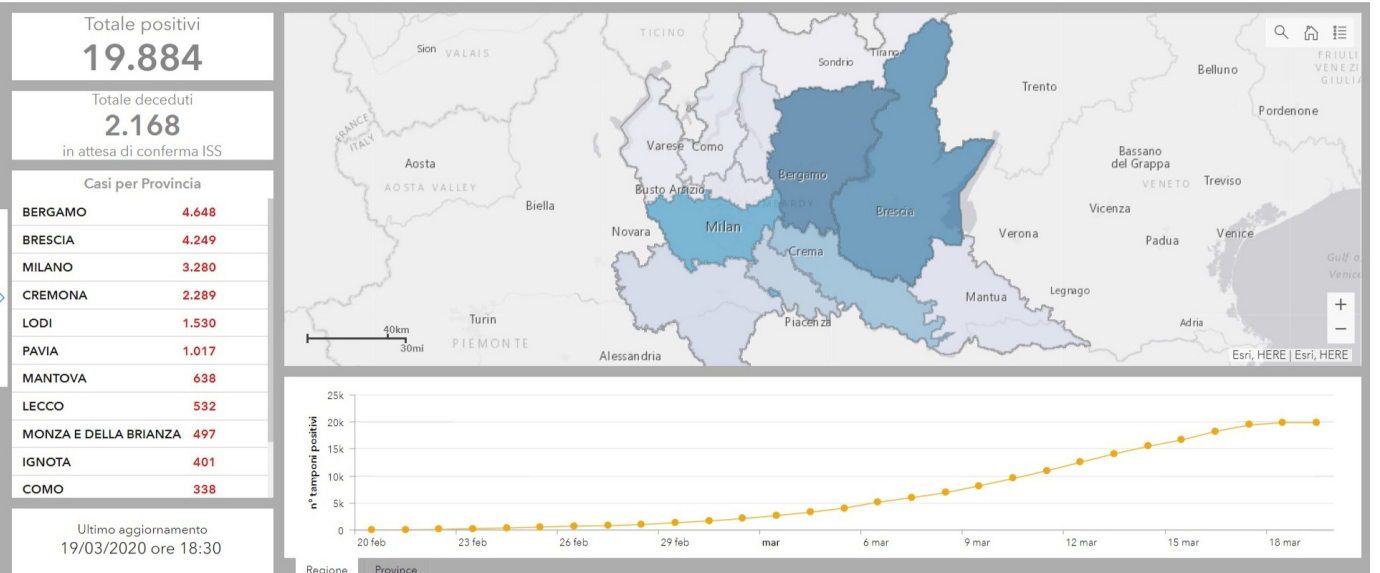 Totale positivi
19.884
Totale deceduti
2.168
in attesa di conferma ISS
Casi per Provincia
BERGAMO 4.648
BRESCIA 4.249
MILANO 3.280
CREMONA 2.289
LODI 1.530
PAVIA 1.017
MANTOVA 638
LECCO 532
MONZA E DELLA BRIANZA 497
IGNOTA 401
COMO 338
Ultimo aggiornamento
19/03/2020 ore 18:30
TICINO
Sion
VALAIS
Sondrio
Tirano
Trento
Belluno
FRIULI
VENEZI
GIULIA
Pordenone
FRANCE
ITALY
Aosta
AOSTA VALLEY
Varese
Como
Bergamo
Bassano
del Grappa
VENETO
Treviso
Busto Arsizio
Biella
Brescia
Vicenza
Novara
Milan
Verona
Padua
Venice
Crema
Gulf o
Venice
Mantua
Legnago
Turin
PIEMONTE
Piacenza
Adria
Alessandria
40km
30mi
+
−
Esri, HERE | Esri, HERE
n° tamponi positivi
25k
20k
15k
10k
5k
0
20 feb 23 feb 26 feb 29 feb mar 6 mar 9 mar 12 mar 15 mar 18 mar
Regione Province